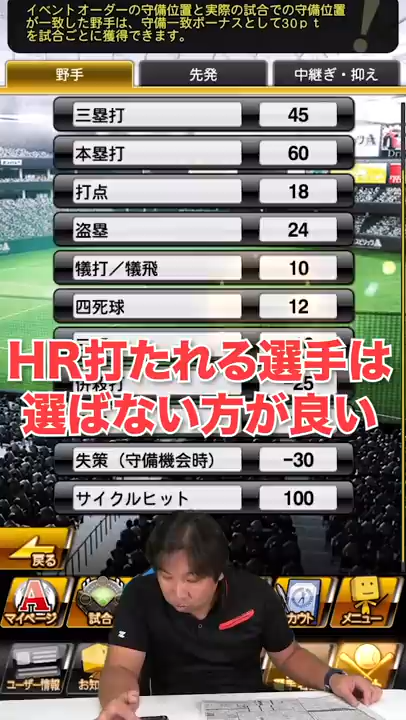 イベントオーダーの守備位置と実際の試合での守備位置
が一致した野手は、守備一致ボーナスとして30pt
を試合ごとに獲得できます。
野手 先発 中継ぎ・抑え
三塁打 45
本塁打 60
打点 18
盗塁 24
犠打／犠飛 10
四死球 12
HR打たれる選手は
併殺打 -25
選ばない方が良い
失策（守備機会時） -30
サイクルヒット 100
戻る
A
マイページ 試合 カウト メニュー
ユーザー情報 お知